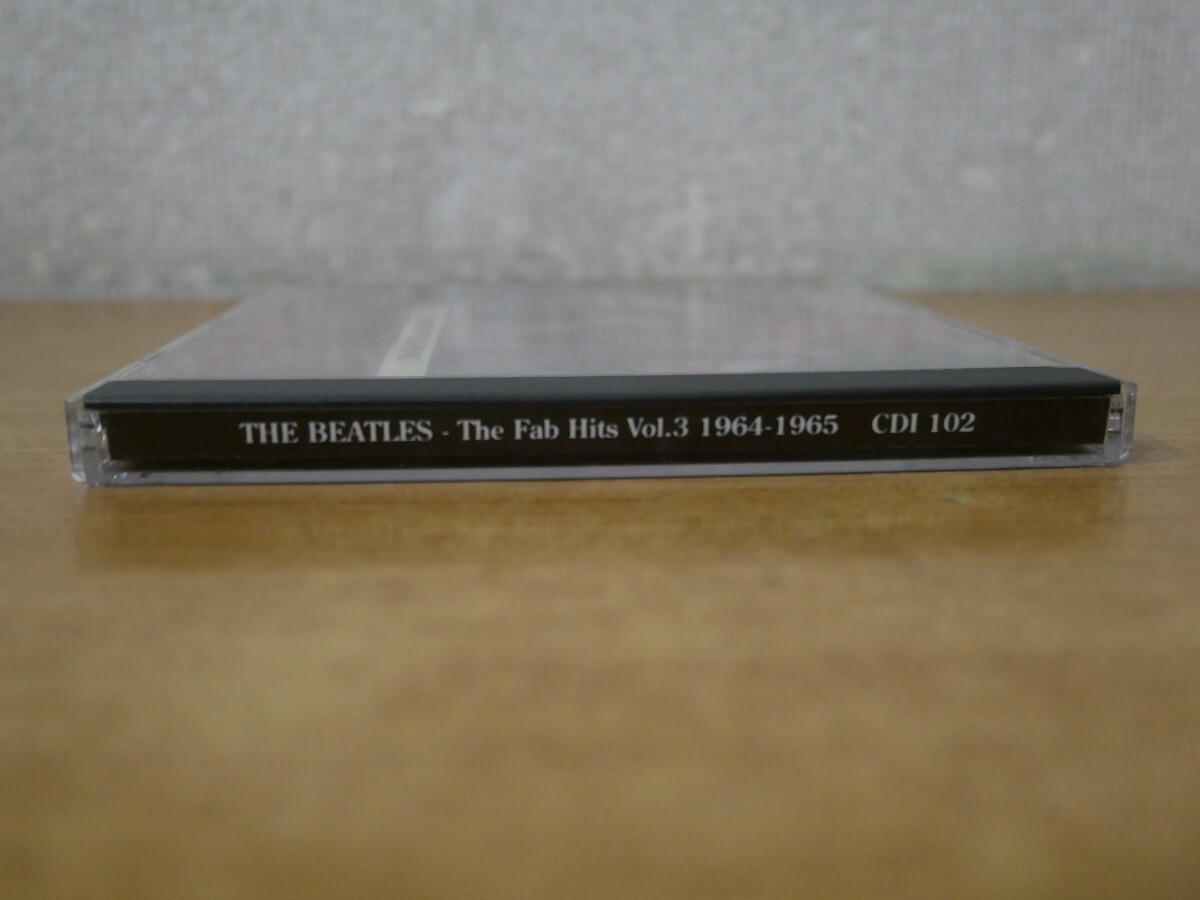 THE BEATLES - The Fab Hits Vol.3 1964-1965 CDI 102